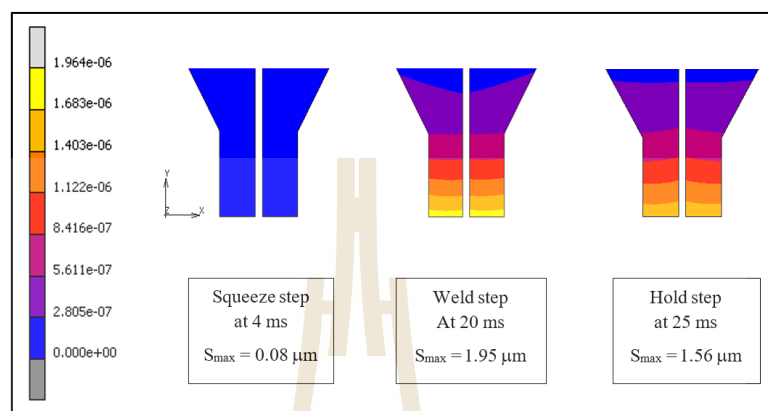 1.964e-06
1.683e-06
1.403e-06
1.122e-06
8.416e-07
5.611e-07
2.805e-07
0.000e+00
Y
Z
X
Squeeze step
at 4 ms
Smax = 0.08 μm
Weld step
At 20 ms
Smax = 1.95 μm
Hold step
at 25 ms
Smax = 1.56 μm